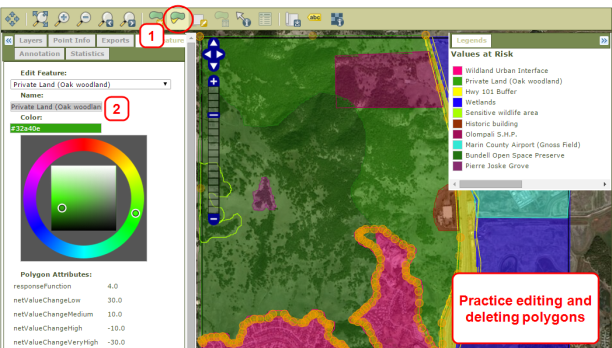 abc
Layers
Point Info
Exports
1
Annotation
Statistics
Edit Feature:
Private Land (Oak woodland)
Name:
Private Land (Oak woodlan
2
Color:
#32a40e
Polygon Attributes:
responseFunction 4.0
netValueChangeLow 30.0
netValueChangeMedium 10.0
netValueChangeHigh -10.0
netValueChangeVeryHigh -30.0
Legends
Values at Risk
Wildland Urban Interface
Private Land (Oak woodland)
Hwy 101 Buffer
Wetlands
Sensitive wildlife area
Historic building
Olompali S.H.P.
Marin County Airport (Gnoss Field)
Bundell Open Space Preserve
Pierre Joske Grove
Practice editing and
deleting polygons